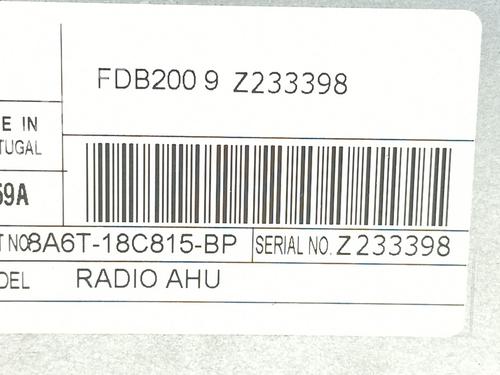 FDB200 9 Z233398
E IN
TUGAL
59A
T NO 8A6T-18C815-BP SERIAL NO. Z233398
DEL RADIO AHU